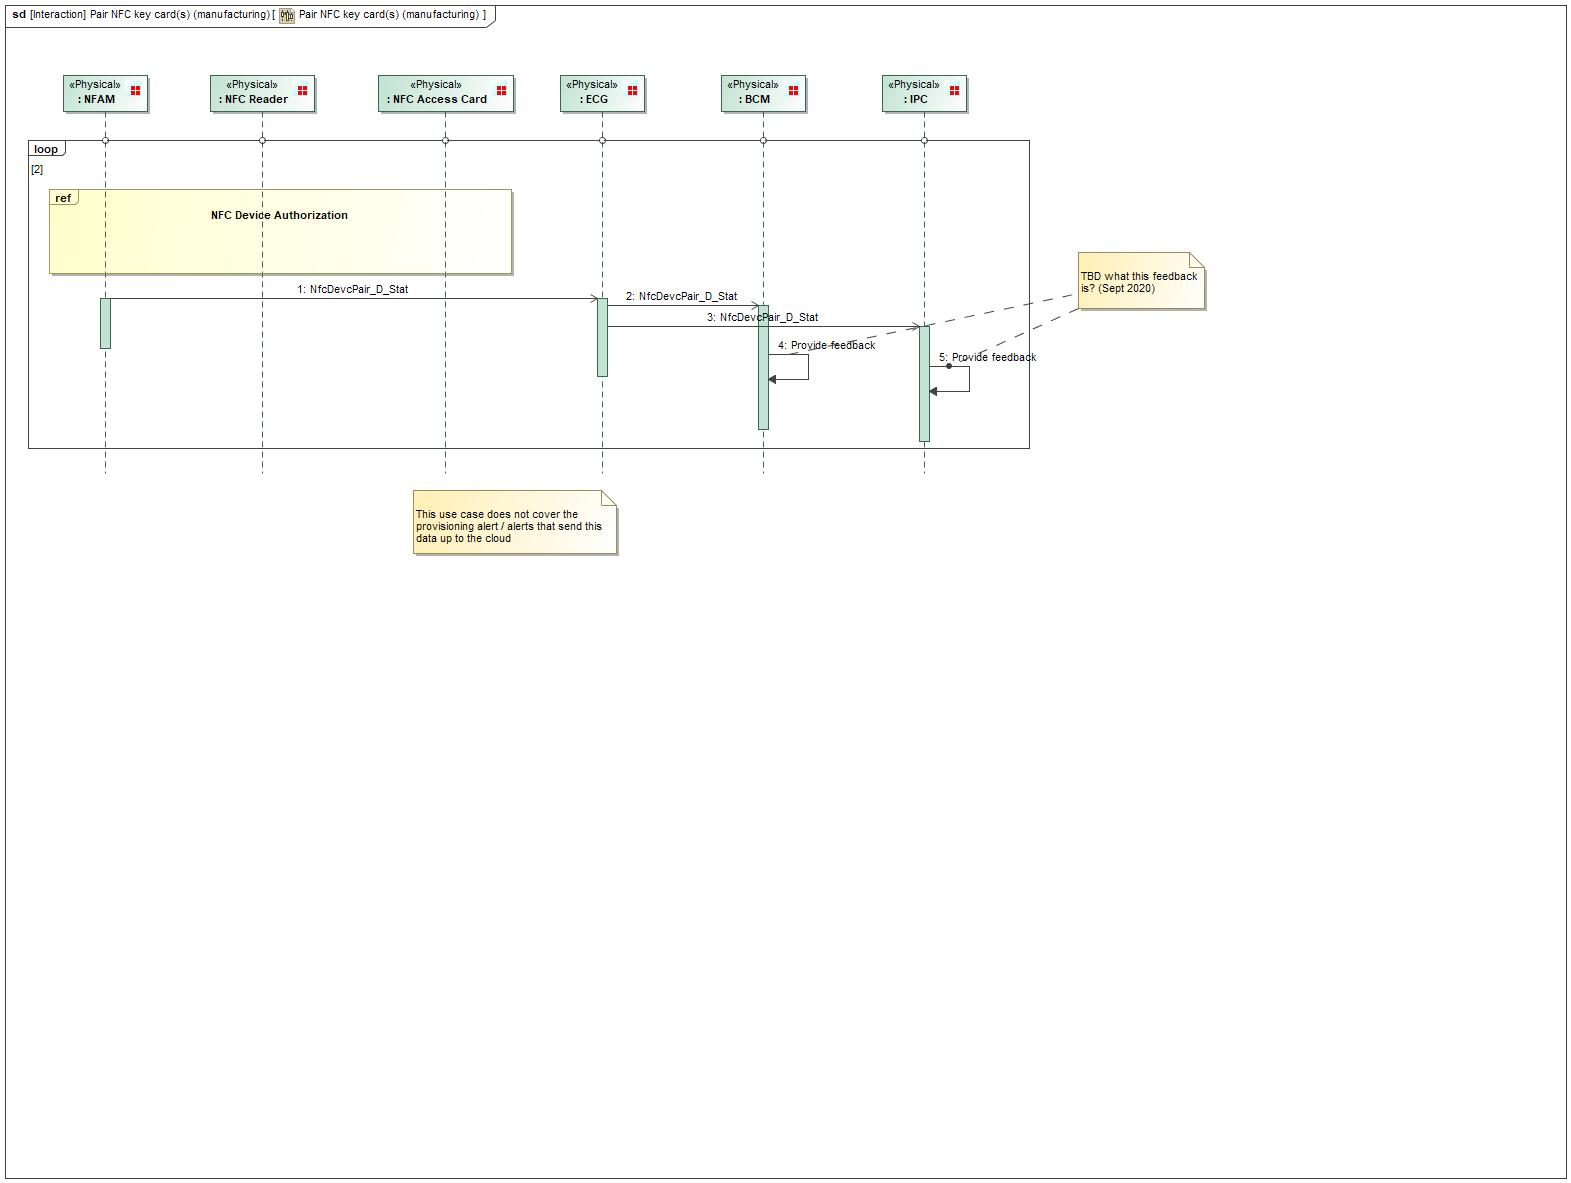 sd [Interaction] Pair NFC key card(s) (manufacturing) [ Pair NFC key card(s) (manufacturing) ]
«Physical»
: NFAM
«Physical»
: NFC Reader
«Physical»
: NFC Access Card
«Physical»
: ECG
«Physical»
: BCM
«Physical»
: IPC
loop
[2]
ref
NFC Device Authorization
TBD what this feedback
is? (Sept 2020)
1: NfcDevcPair_D_Stat
2: NfcDevcPair_D_Stat
3: NfcDevcPair_D_Stat
4: Provide feedback
5: Provide feedback
This use case does not cover the
provisioning alert / alerts that send this
data up to the cloud